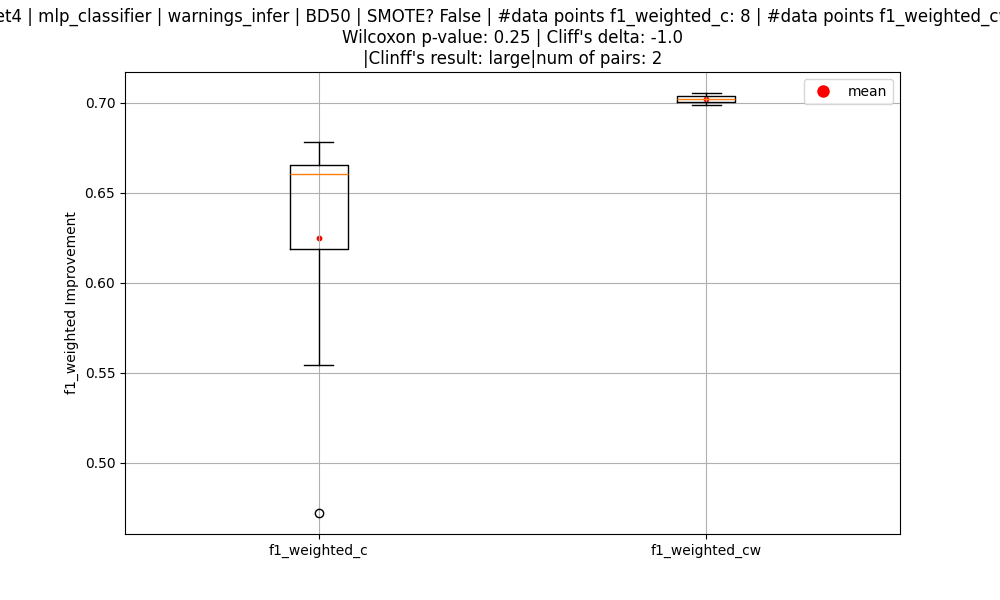 et4 | mlp_classifier | warnings_infer | BD50 | SMOTE? False | #data points f1_weighted_c: 8 | #data points f1_weighted_c
Wilcoxon p-value: 0.25 | Cliff's delta: -1.0
|Clinff's result: large|num of pairs: 2
mean
0.70
0.65
0.60
0.55
0.50
f1_weighted Improvement
f1_weighted_c
f1_weighted_cw